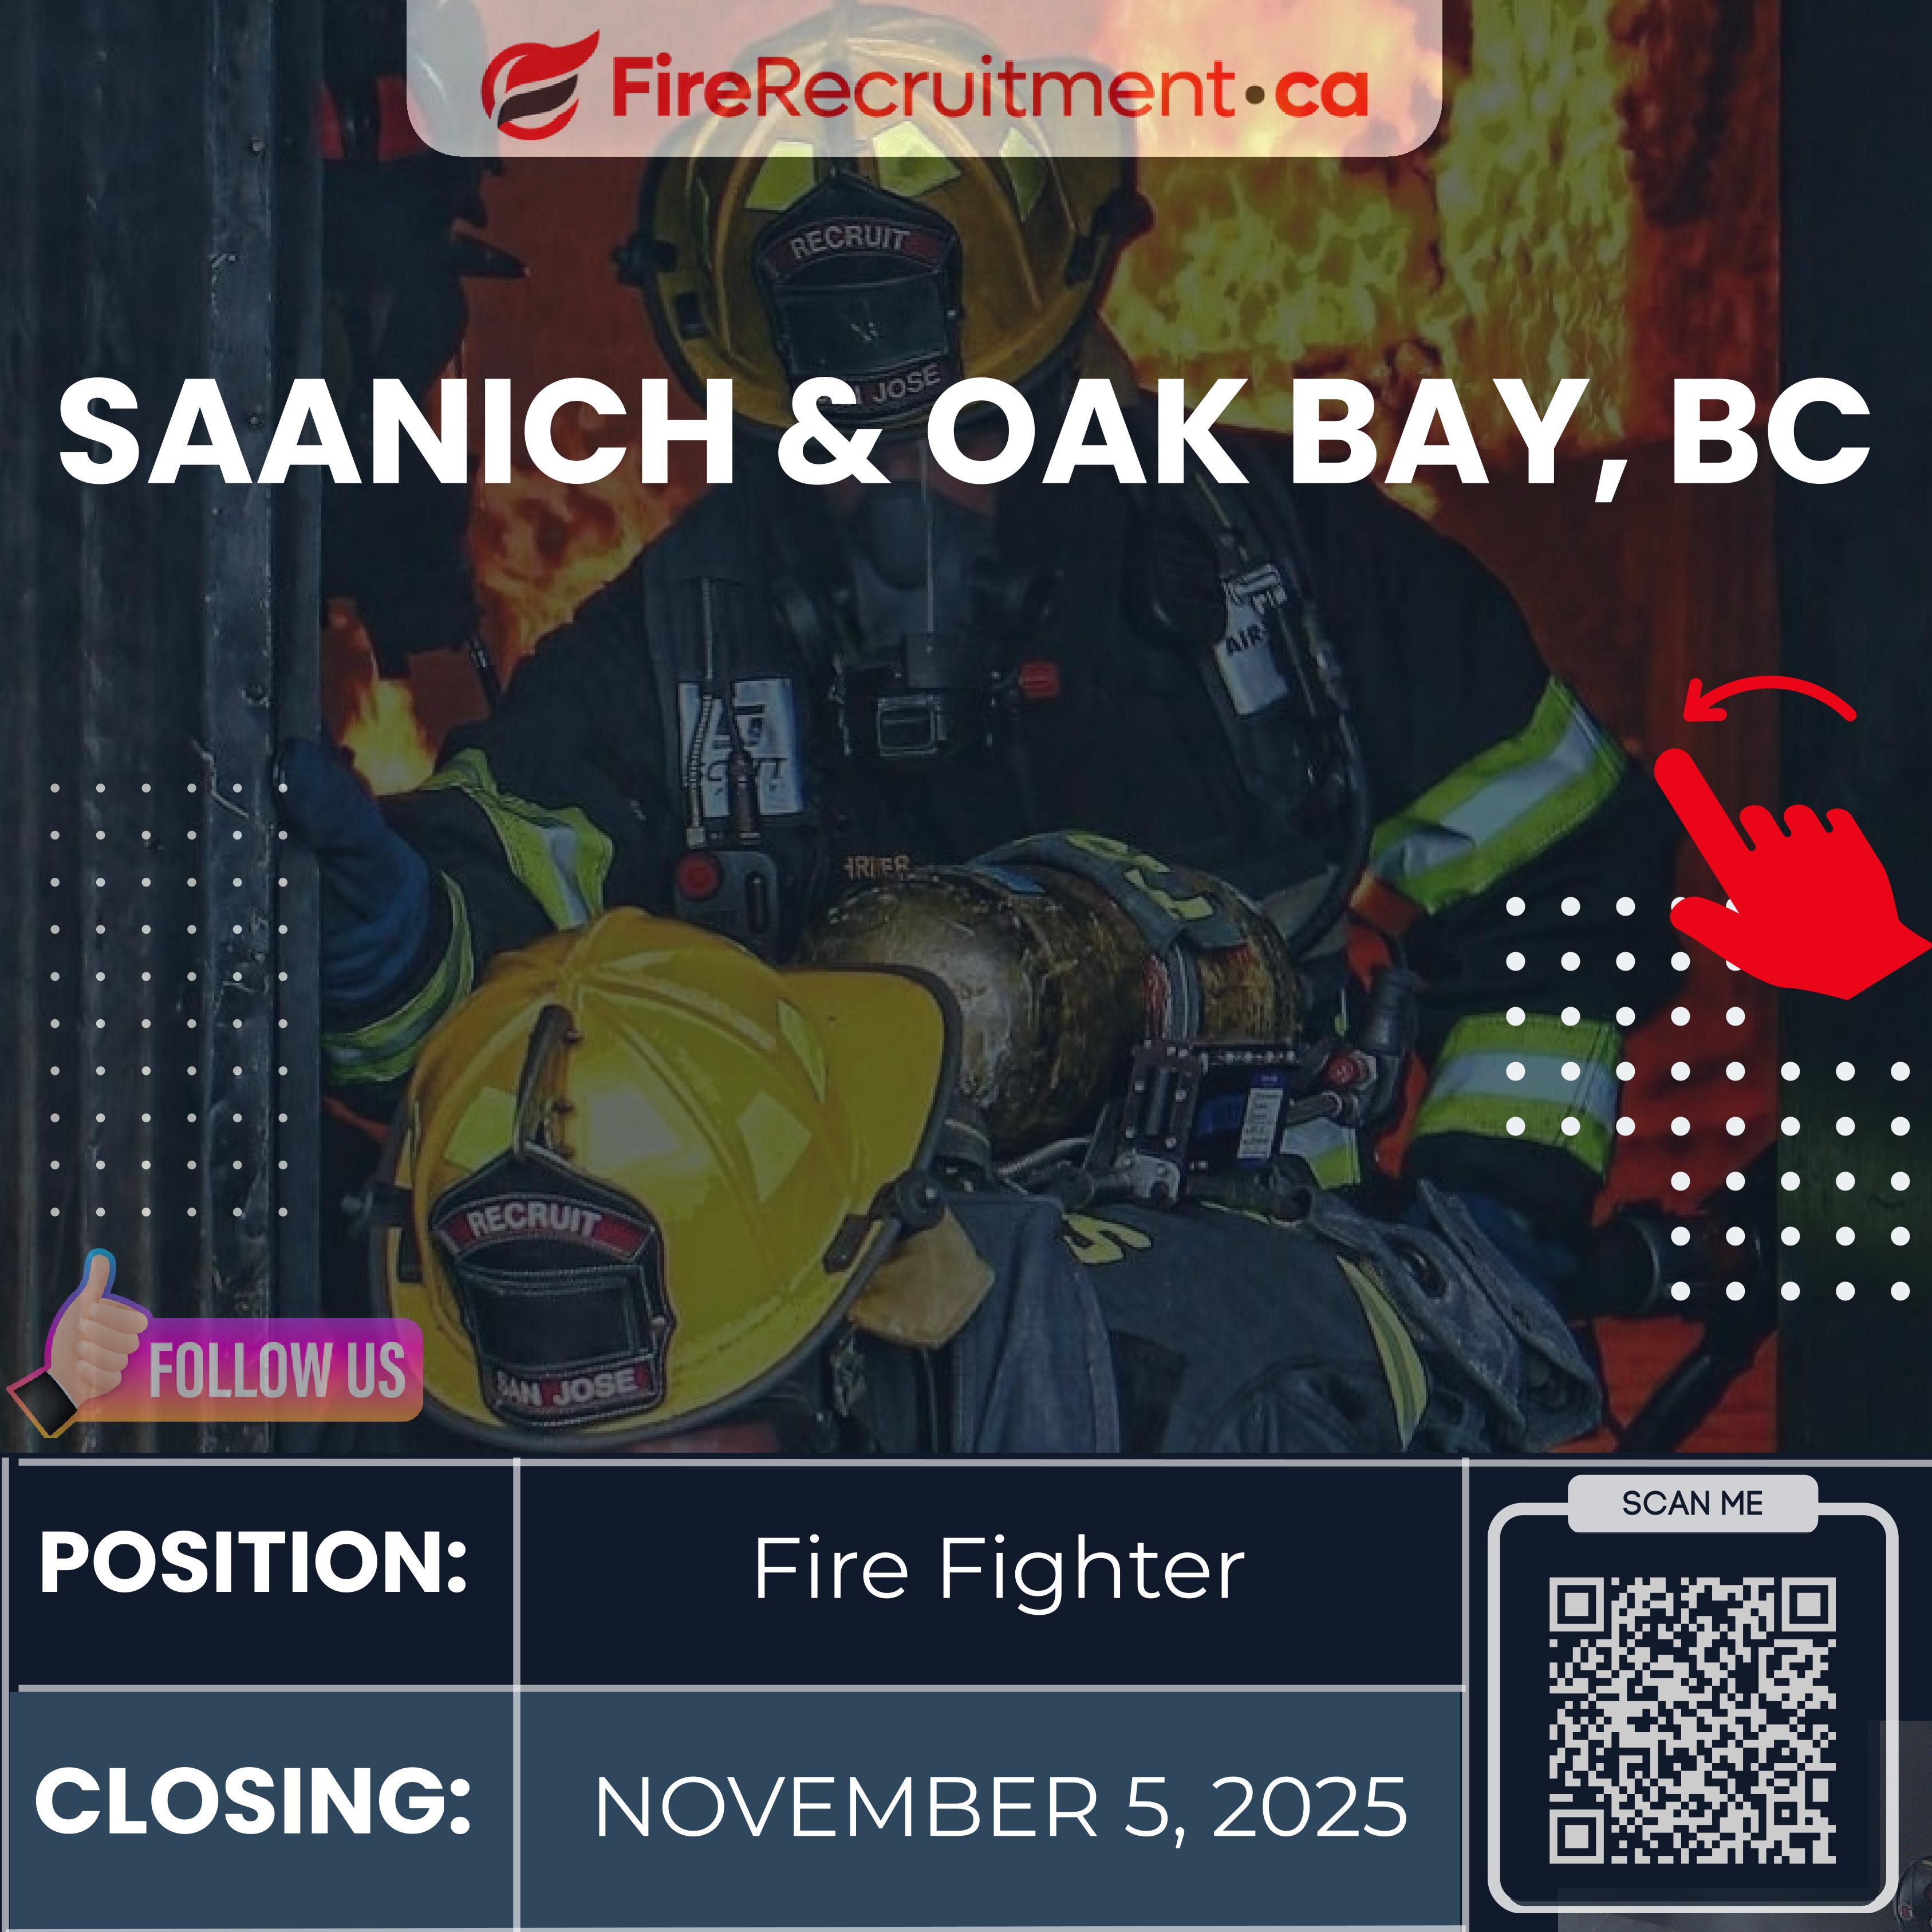 FireRecruitment.ca
RECRUIT
JOSE
SAANICH & OAK BAY, BC
AIR
RECRUIT
SAN JOSE
FOLLOW US
POSITION:
Fire Fighter
SCAN ME
CLOSING:
NOVEMBER 5, 2025